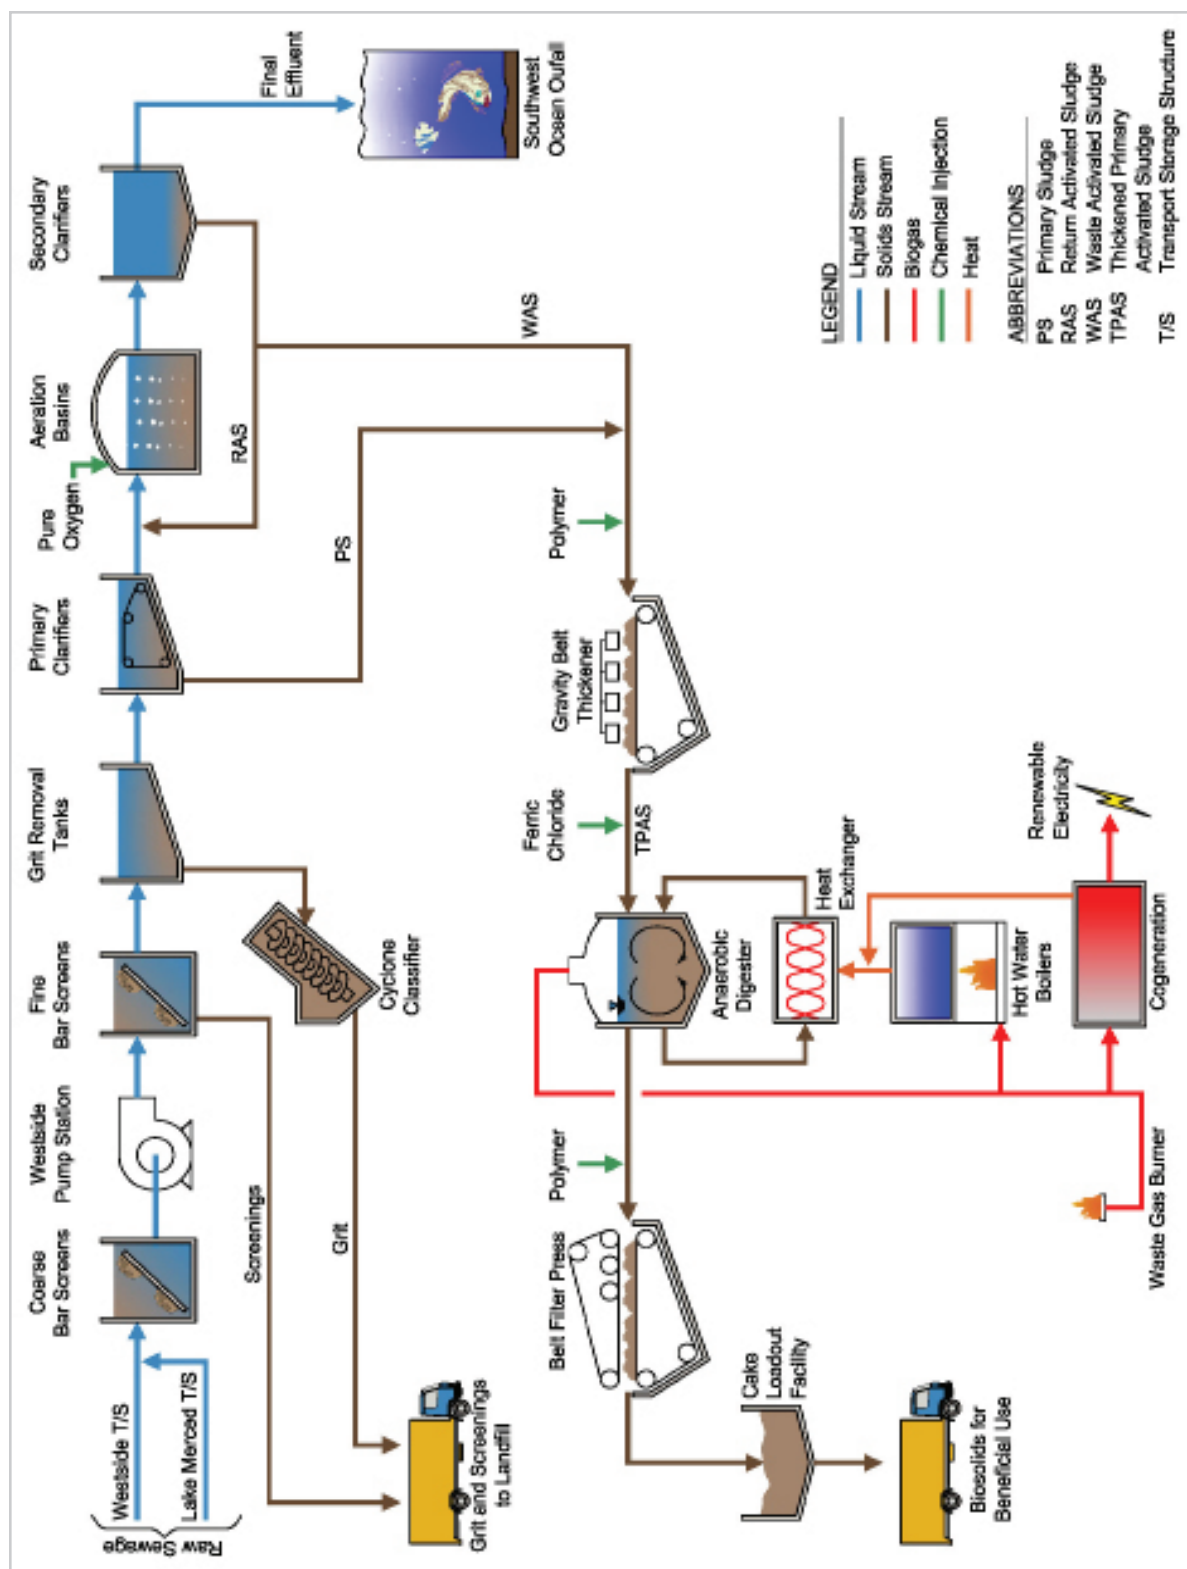 Raw Sewage
Westside T/S
Lake Merced T/S
Coarse
Bar Screens
Westside
Pump Station
Fine
Bar Screens
Grit Removal
Tanks
Primary
Clarifiers
Pure
Oxygen
Aeration
Basins
Secondary
Clarifiers
Final
Effluent
Southwest
Ocean Oufall
Screenings
Grit
Cyclone
Classifier
Grit and Screenings
to Landfill
RAS
PS
WAS
Polymer
Gravity Belt
Thickener
Ferric
Chloride
TPAS
Anaerobic
Digester
Heat
Exchanger
Hot Water
Boilers
Cogeneration
Renewable
Electricity
Waste Gas Burner
Polymer
Belt Filter Press
Cake
Loadout
Facility
Biosolids for
Beneficial Use
LEGEND
Liquid Stream
Solids Stream
Biogas
Chemical Injection
Heat
ABBREVIATIONS
PS Primary Sludge
RAS Return Activated Sludge
WAS Waste Activated Sludge
TPAS Thickened Primary
Activated Sludge
T/S Transport Storage Structure